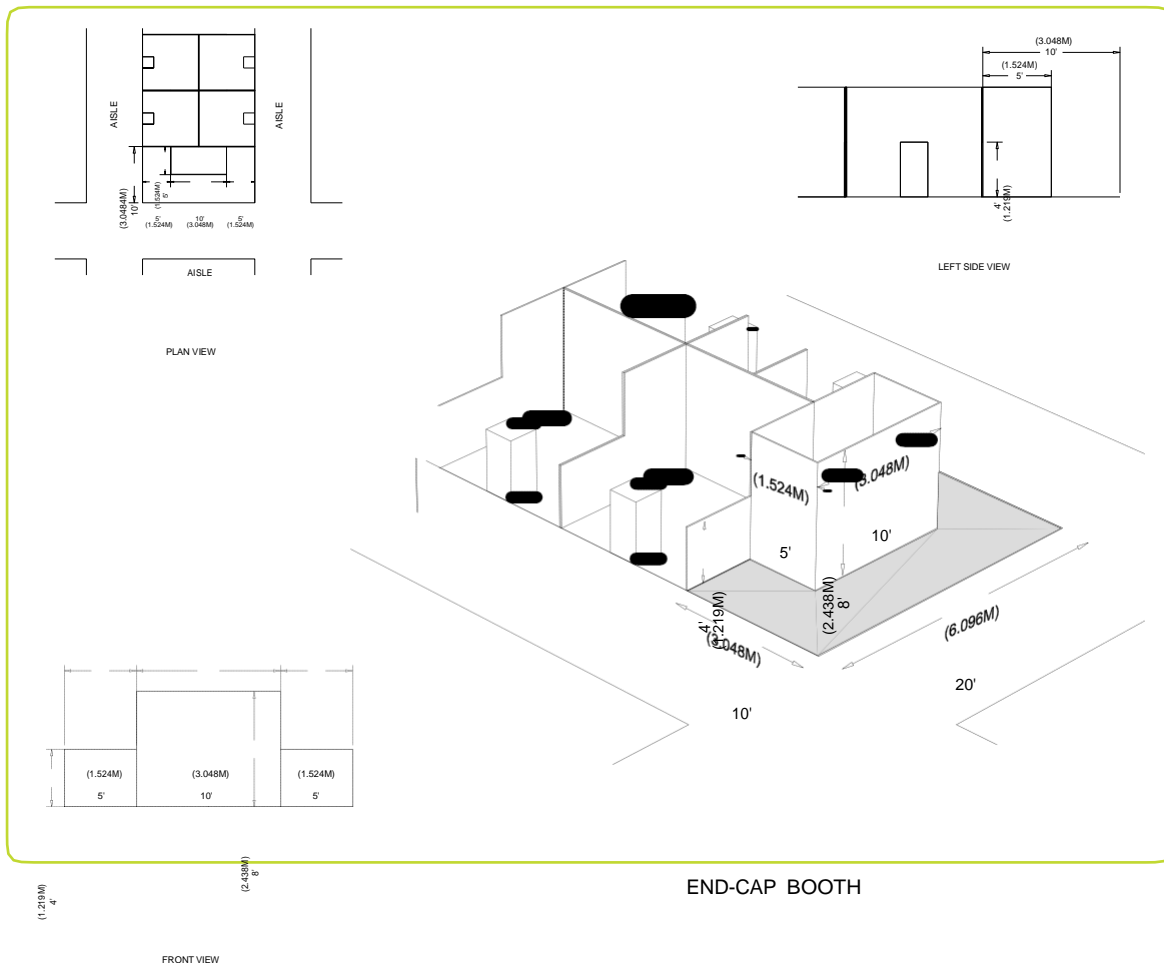 AISLE
AISLE
(3.0484M)
10'
(1.524M)
5'
5'
(1.524M)
10'
(3.048M)
5'
(1.524M)
AISLE
PLAN VIEW
(3.048M)
10'
(1.524M)
5'
4'
(1.219M)
LEFT SIDE VIEW
(1.524M)
5'
(3.048M)
10'
(2.438M)
8'
4'
(1.219M)
(3.048M)
10'
(6.096M)
20'
(1.524M)
5'
(3.048M)
10'
(1.524M)
5'
(2.438M)
8'
(1.219M)
4'
END-CAP BOOTH
FRONT VIEW